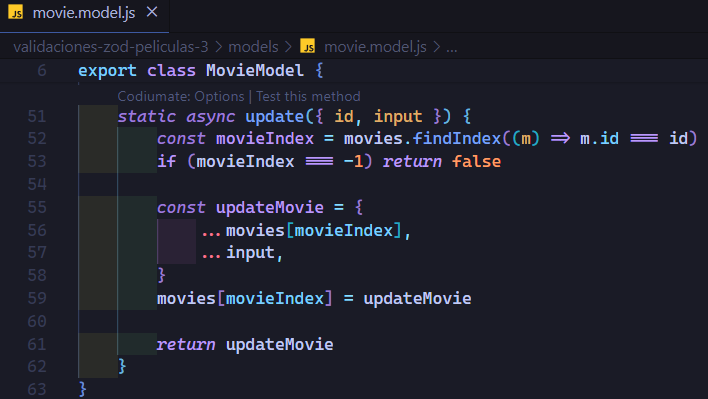 JS movie.model.js ×
validaciones-zod-peliculas-3 > models > JS movie.model.js > ...
6 export class MovieModel {
Codiumate: Options | Test this method
51 static async update({ id, input }) {
52 const movieIndex = movies.findIndex((m) => m.id === id)
53 if (movieIndex === -1) return false
54
55 const updateMovie = {
56 ...movies[movieIndex],
57 ...input,
58 }
59 movies[movieIndex] = updateMovie
60
61 return updateMovie
62 }
63 }